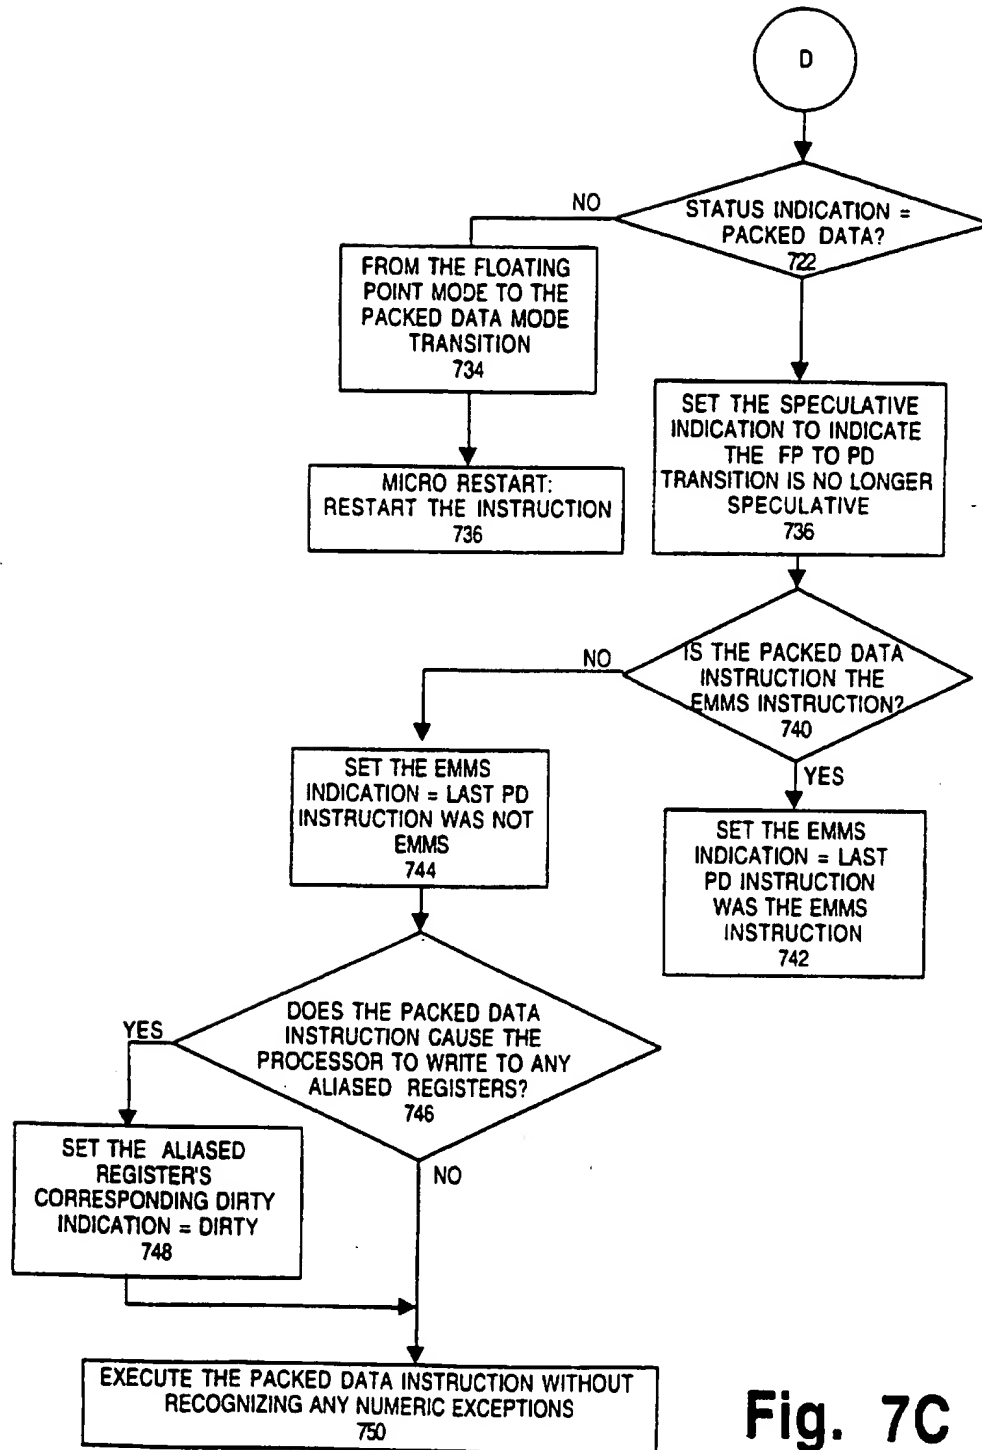 D
NO
STATUS INDICATION =
PACKED DATA?
722
FROM THE FLOATING
POINT MODE TO THE
PACKED DATA MODE
TRANSITION
734
SET THE SPECULATIVE
INDICATION TO INDICATE
THE FP TO PD
TRANSITION IS NO LONGER
SPECULATIVE
736
MICRO RESTART:
RESTART THE INSTRUCTION
736
NO
IS THE PACKED DATA
INSTRUCTION THE
EMMS INSTRUCTION?
740
YES
SET THE EMMS
INDICATION = LAST PD
INSTRUCTION WAS NOT
EMMS
744
SET THE EMMS
INDICATION = LAST
PD INSTRUCTION
WAS THE EMMS
INSTRUCTION
742
YES
DOES THE PACKED DATA
INSTRUCTION CAUSE THE
PROCESSOR TO WRITE TO ANY
ALIASED REGISTERS?
746
NO
SET THE ALIASED
REGISTER'S
CORRESPONDING DIRTY
INDICATION = DIRTY
748
EXECUTE THE PACKED DATA INSTRUCTION WITHOUT
RECOGNIZING ANY NUMERIC EXCEPTIONS
750
Fig. 7C